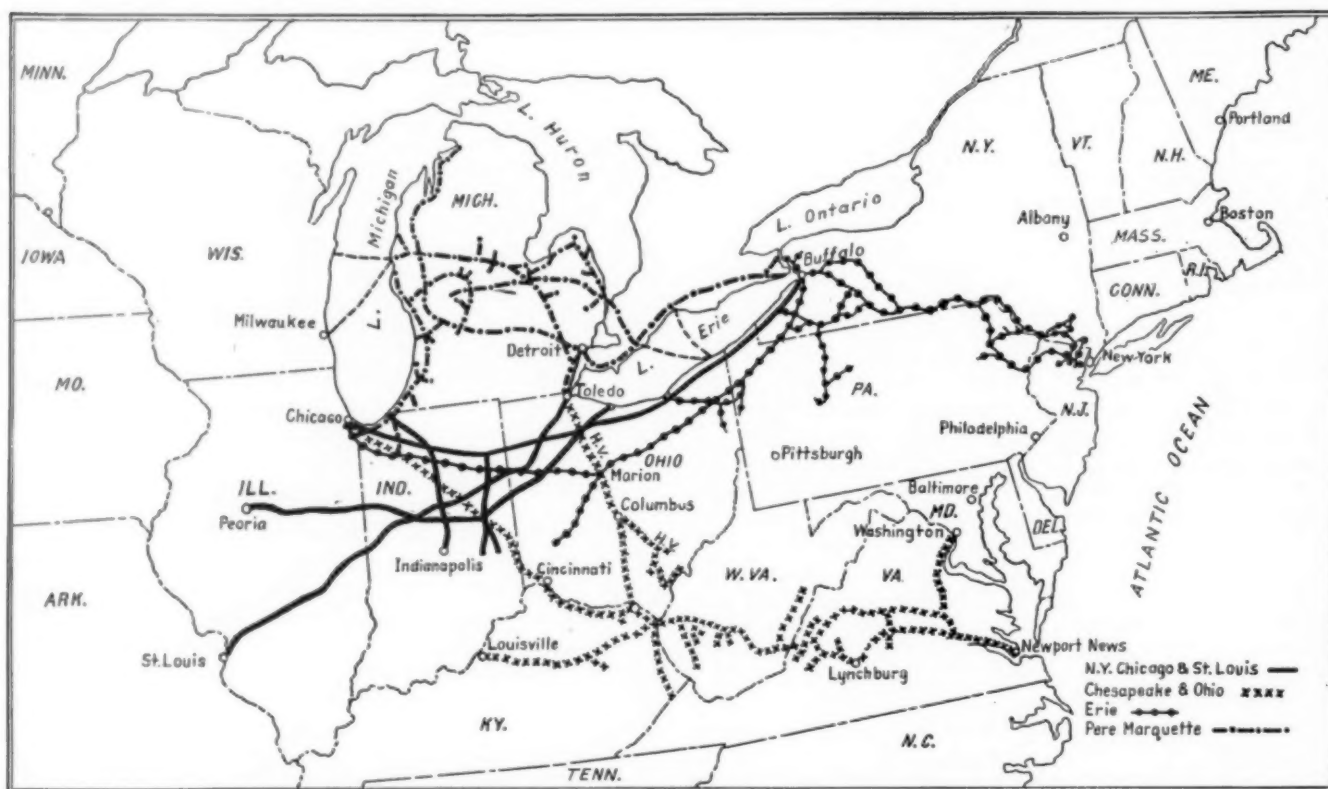 MINN.
L. Huron
ME.
Portland
N.Y.
VT.
N.H.
Michigan
MICH.
L. Ontario
Albany
Boston
MASS.
IOWA
WIS.
Buffalo
R.I.
CONN.
L.
Milwaukee
Erie
Detroit
L.
New York
MO.
Toledo
PA.
N.J.
Chicago
H.V.
Philadelphia
OHIO
Pittsburgh
Marion
ILL.
IND.
Baltimore
Peoria
Columbus
MD.
Washington
DEL.
H.V.
Indianapolis
Cincinnati
W.VA.
VA.
ATLANTIC OCEAN
ARK.
St. Louis
Louisville
Newport News
Lynchburg
N.Y. Chicago & St. Louis
Chesapeake & Ohio
Erie
Pere Marquette
KY.
N.C.
TENN.